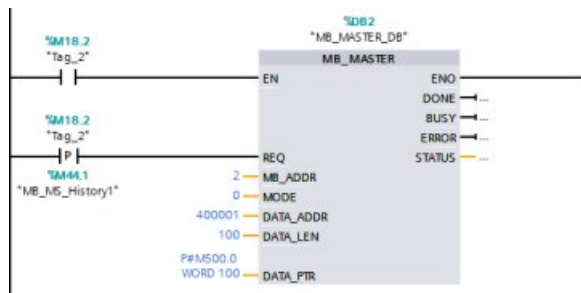 %DB2
"MB_MASTER_DB"
%M18.2
"Tag_2"
MB_MASTER
EN
ENO
DONE
...
BUSY
...
ERROR
...
%M18.2
"Tag_2"
P
REQ
STATUS
...
%M44.1
"MB_MS_History1"
2
MB_ADDR
0
MODE
400001
DATA_ADDR
100
DATA_LEN
P#M500.0
WORD 100
DATA_PTR